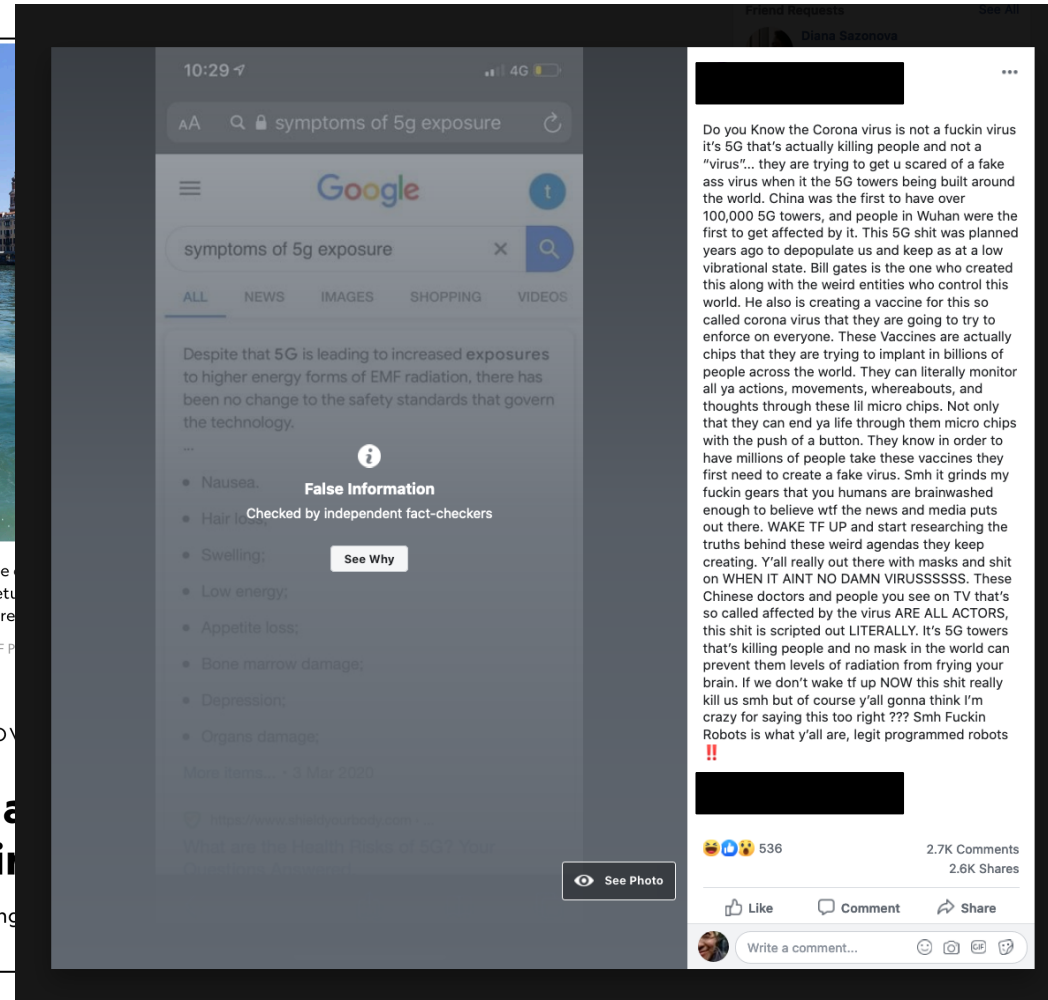 Friend Requests
See All
Diana Sazonova
10:29
4G
AA
symptoms of 5g exposure
Google
t
symptoms of 5g exposure
ALL
NEWS
IMAGES
SHOPPING
VIDEOS
Despite that 5G is leading to increased exposures
to higher energy forms of EMF radiation, there has
been no change to the safety standards that govern
the technology.
...
• Nausea.
• Hair loss;
• Swelling;
• Low energy;
• Appetite loss;
• Bone marrow damage;
• Depression;
• Organs damage;
More items... • 3 Mar 2020
What are the Health Risks of 5G? Your
False Information
Checked by independent fact-checkers
See Why
See Photo
Do you Know the Corona virus is not a fuckin virus
it's 5G that's actually killing people and not a
“virus”... they are trying to get u scared of a fake
ass virus when it the 5G towers being built around
the world. China was the first to have over
100,000 5G towers, and people in Wuhan were the
first to get affected by it. This 5G shit was planned
years ago to depopulate us and keep as at a low
vibrational state. Bill gates is the one who created
this along with the weird entities who control this
world. He also is creating a vaccine for this so
called corona virus that they are going to try to
enforce on everyone. These Vaccines are actually
chips that they are trying to implant in billions of
people across the world. They can literally monitor
all ya actions, movements, whereabouts, and
thoughts through these lil micro chips. Not only
that they can end ya life through them micro chips
with the push of a button. They know in order to
have millions of people take these vaccines they
first need to create a fake virus. Smh it grinds my
fuckin gears that you humans are brainwashed
enough to believe wtf the news and media puts
out there. WAKE TF UP and start researching the
truths behind these weird agendas they keep
creating. Y'all really out there with masks and shit
on WHEN IT AINT NO DAMN VIRUSSSSSS. These
Chinese doctors and people you see on TV that's
so called affected by the virus ARE ALL ACTORS,
this shit is scripted out LITERALLY. It's 5G towers
that's killing people and no mask in the world can
prevent them levels of radiation from frying your
brain. If we don't wake tf up NOW this shit really
kill us smh but of course y'all gonna think I'm
crazy for saying this too right ??? Smh Fuckin
Robots is what y'all are, legit programmed robots
‼️
536
2.7K Comments
2.6K Shares
Like
Comment
Share
Write a comment...
GIF